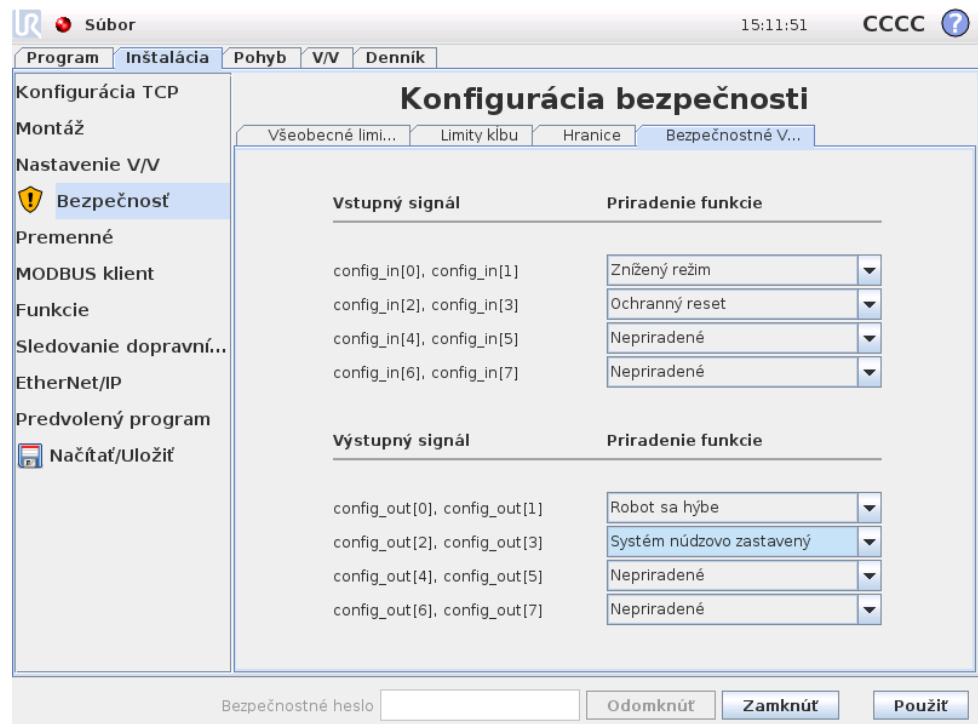 UR Súbor 15:11:51 CCCC ?
Program Inštalácia Pohyb V/V Denník
Konfigurácia TCP
Montáž
Nastavenie V/V
Bezpečnosť
Premenné
MODBUS klient
Funkcie
Sledovanie dopravní...
EtherNet/IP
Predvolený program
Načítať/Uložiť
Konfigurácia bezpečnosti
Všeobecné limi... Limity kĺbu Hranice Bezpečnostné V...
Vstupný signál Priradenie funkcie
config_in[0], config_in[1] Znížený režim
config_in[2], config_in[3] Ochranný reset
config_in[4], config_in[5] Nepriradené
config_in[6], config_in[7] Nepriradené
Výstupný signál Priradenie funkcie
config_out[0], config_out[1] Robot sa hýbe
config_out[2], config_out[3] Systém núdzovo zastavený
config_out[4], config_out[5] Nepriradené
config_out[6], config_out[7] Nepriradené
Bezpečnostné heslo Odomknúť Zamknúť Použiť